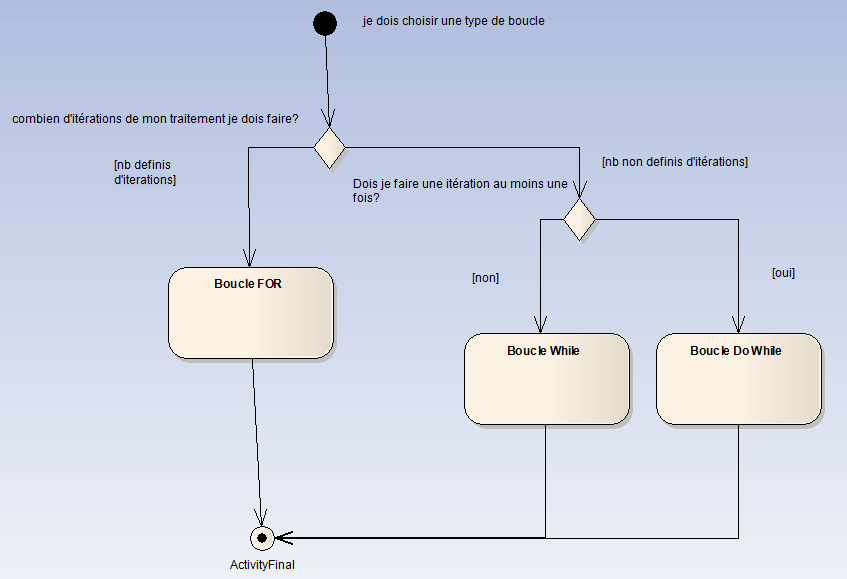 je dois choisir une type de boucle
combien d'itérations de mon traitement je dois faire?
[nb definis
d'iterations]
[nb non definis d'itérations]
Dois je faire une itération au moins une
fois?
[non]
[oui]
Boucle FOR
Boucle While
Boucle Do While
ActivityFinal